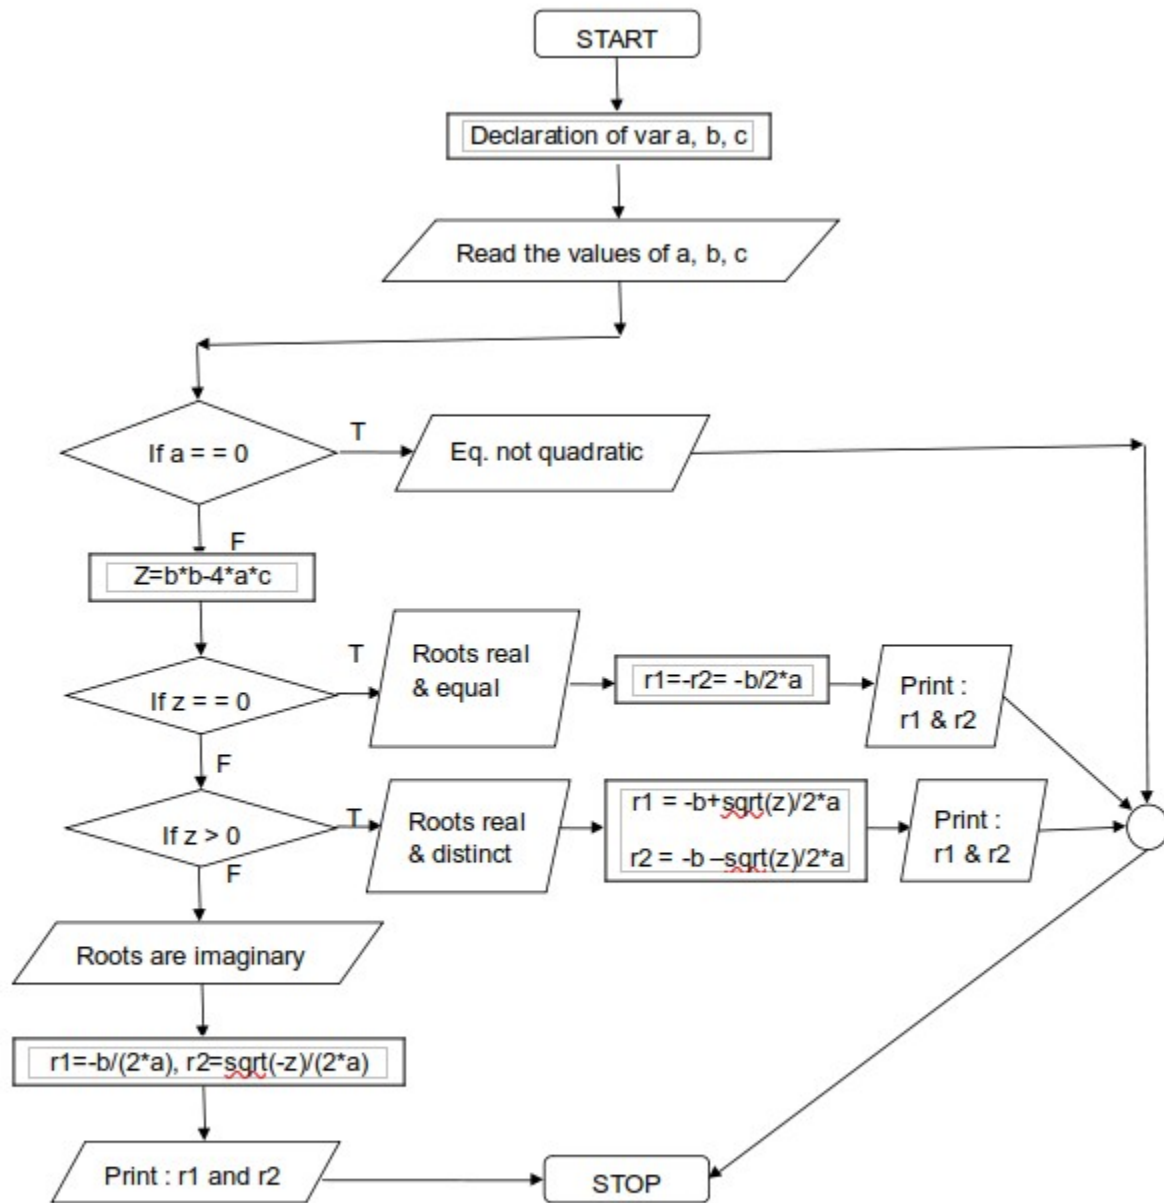 START
Declaration of var a, b, c
Read the values of a, b, c
If a = = 0
T
Eq. not quadratic
F
Z=b*b-4*a*c
If z = = 0
T
Roots real
& equal
r1=-r2= -b/2*a
Print :
r1 & r2
F
If z > 0
T
Roots real
& distinct
r1 = -b+sqrt(z)/2*a
r2 = -b –sqrt(z)/2*a
Print :
r1 & r2
F
Roots are imaginary
r1=-b/(2*a), r2=sqrt(-z)/(2*a)
Print : r1 and r2
STOP